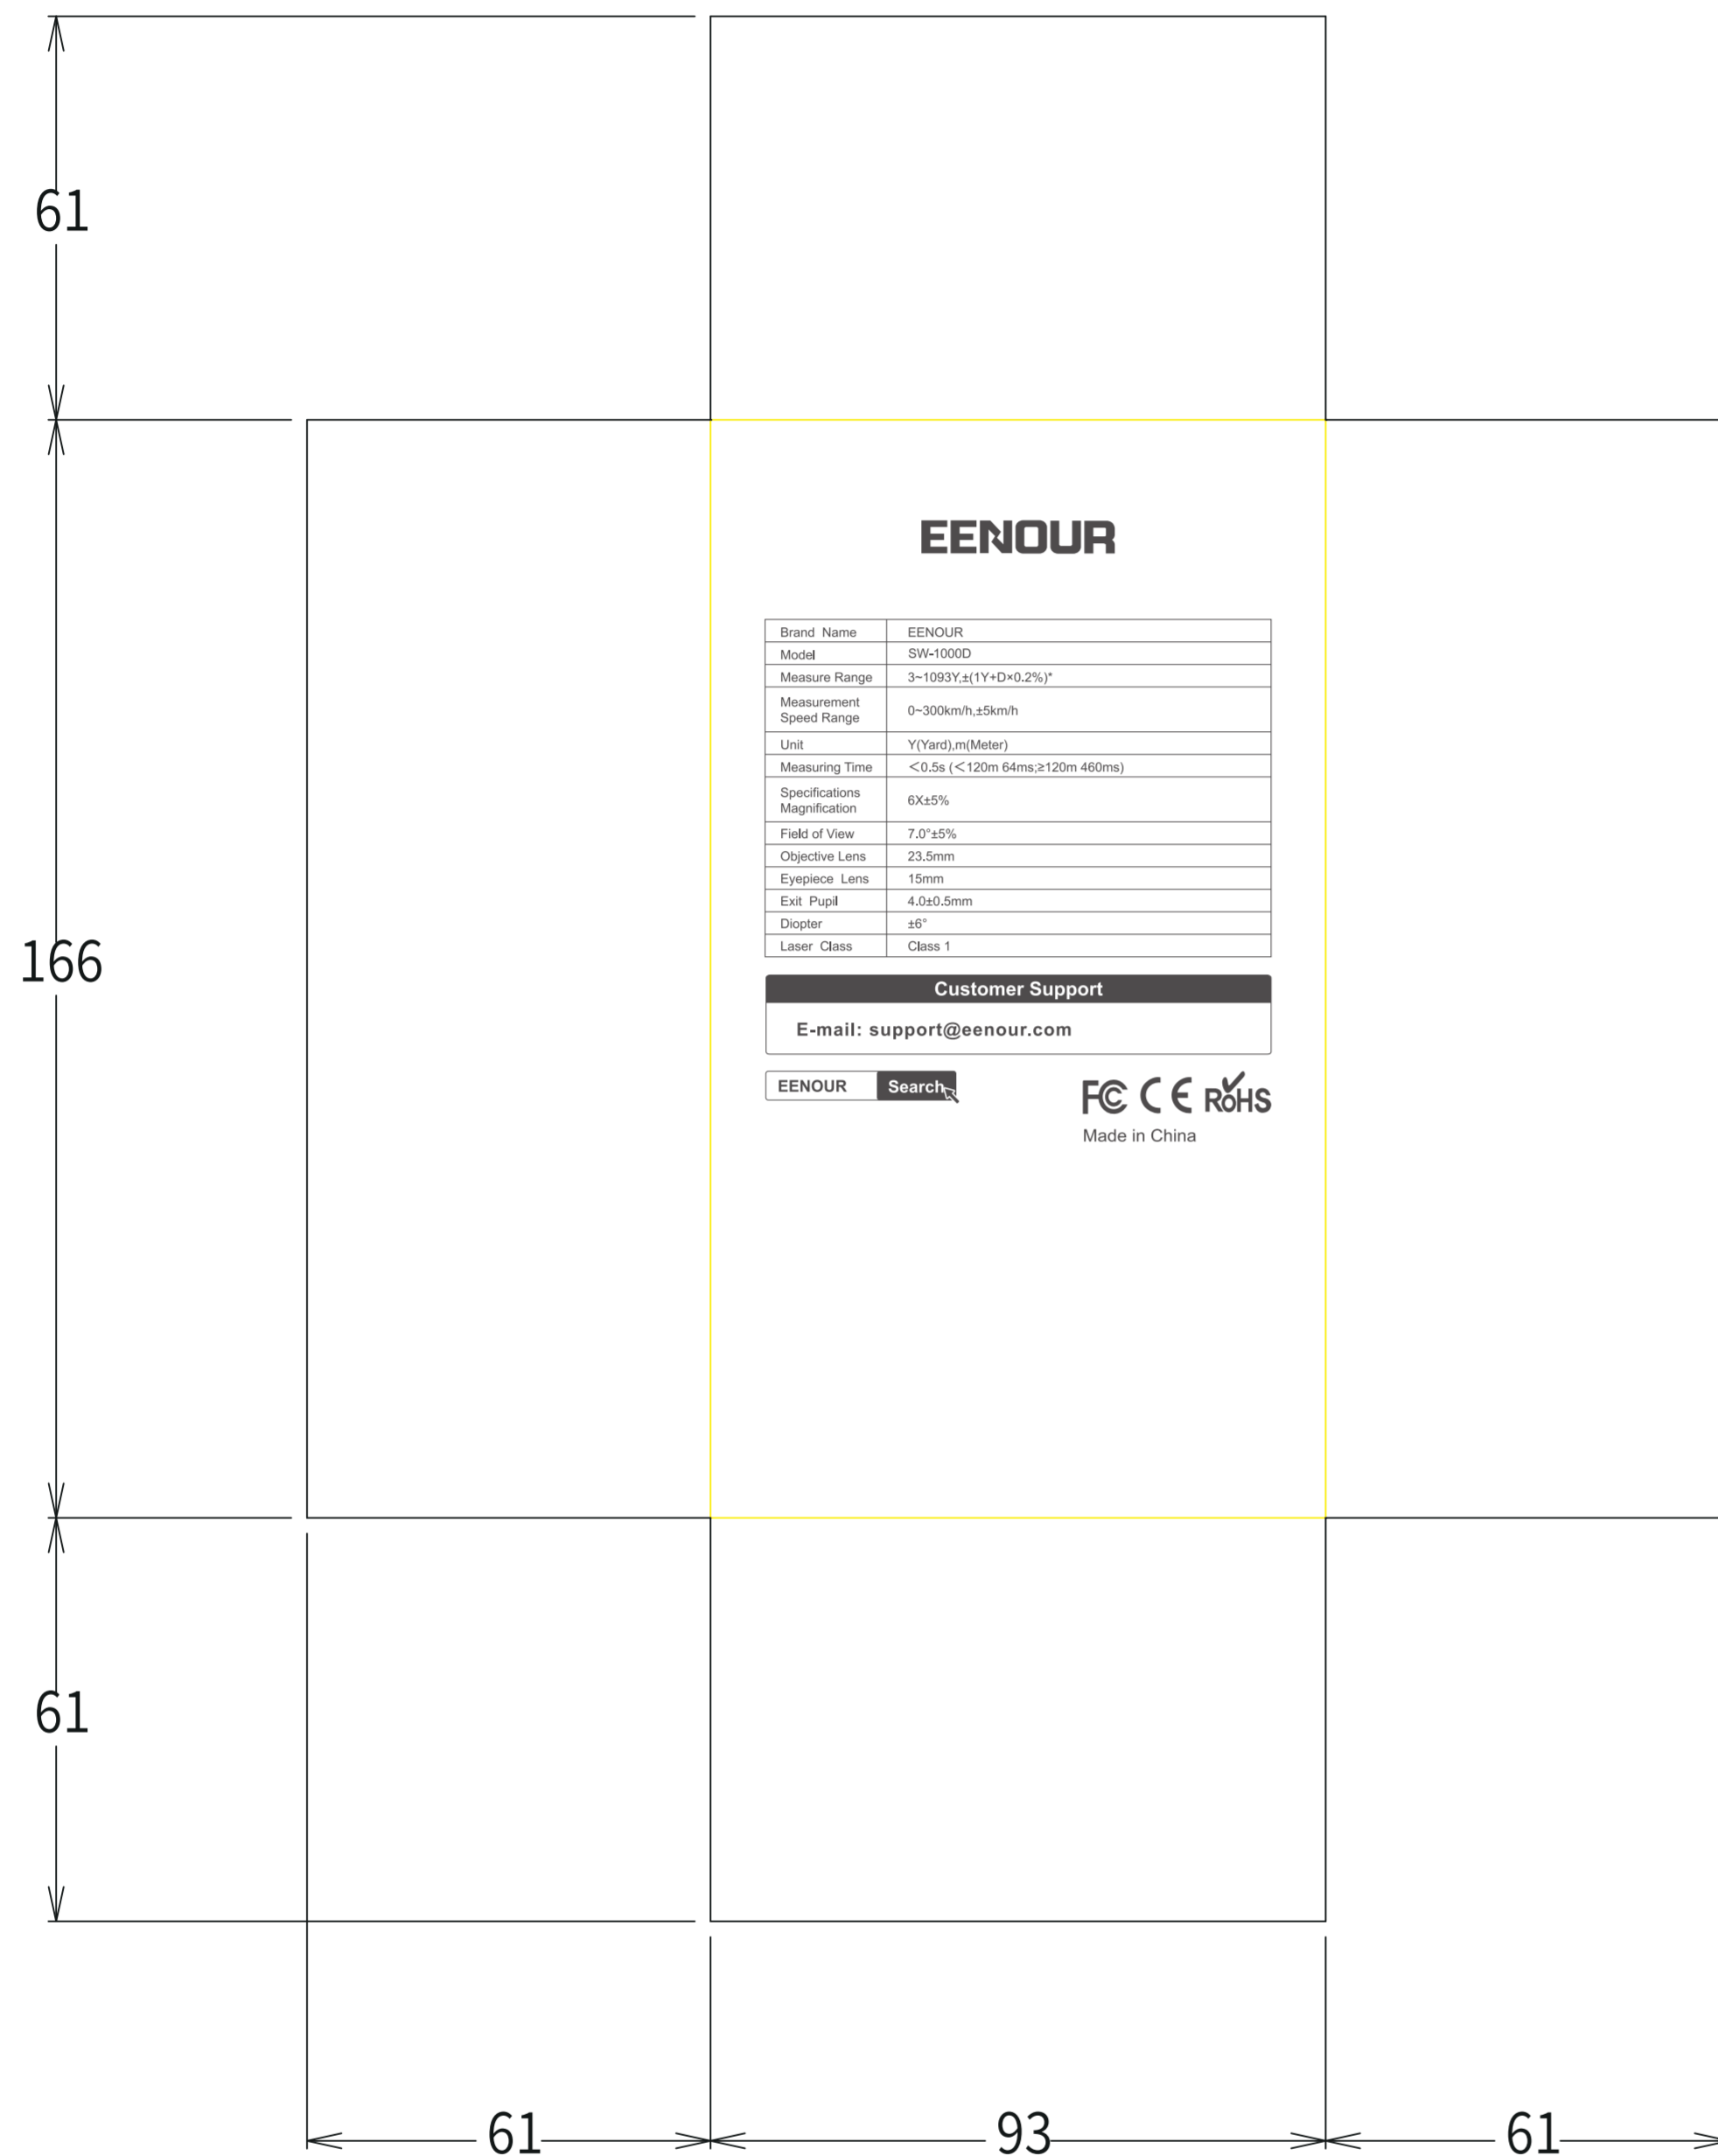 61
166
61
EENOUR
Brand Name EENOUR
Model SW-1000D
Measure Range 3~1093Y,±(1Y+D×0.2%)*
Measurement
Speed Range 0~300km/h,±5km/h
Unit Y(Yard),m(Meter)
Measuring Time <0.5s (<120m 64ms;≥120m 460ms)
Specifications
Magnification 6X±5%
Field of View 7.0°±5%
Objective Lens 23.5mm
Eyepiece Lens 15mm
Exit Pupil 4.0±0.5mm
Diopter ±6°
Laser Class Class 1
Customer Support
E-mail: support@eenour.com
EENOUR Search
FC CE RoHS
Made in China
61 93 61